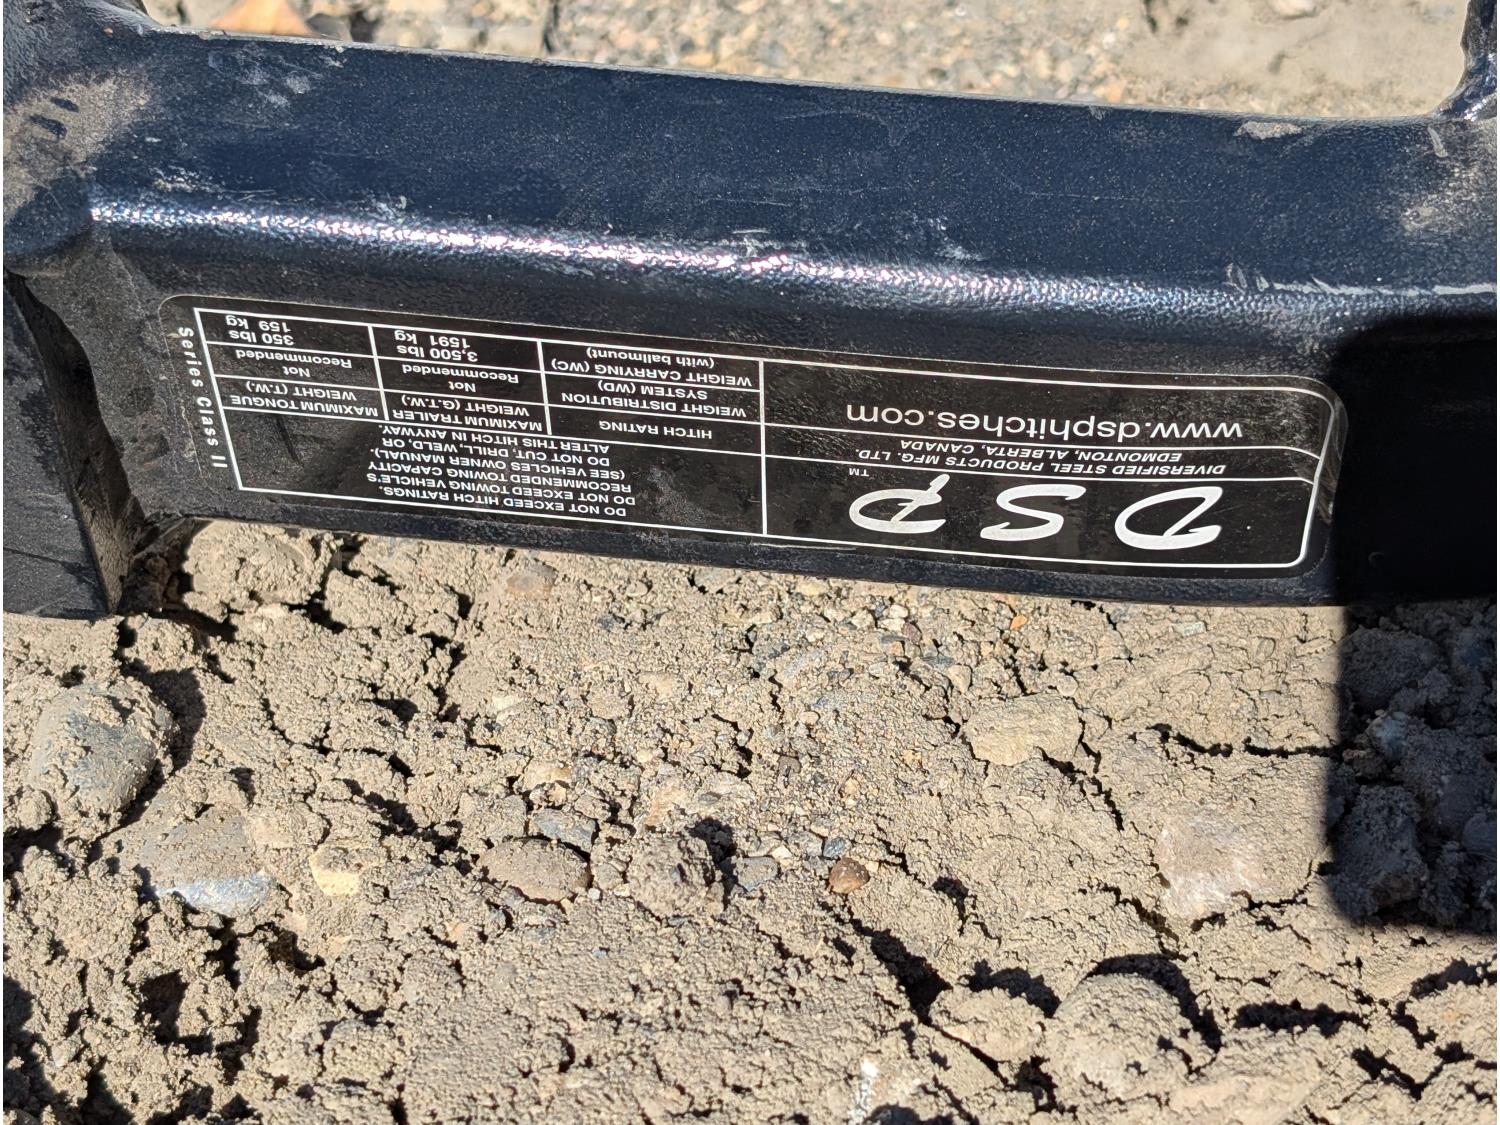 DSP™
DIVERSIFIED STEEL PRODUCTS MFG. LTD.
EDMONTON, ALBERTA, CANADA
www.dsphitches.com
DO NOT EXCEED HITCH RATINGS.
DO NOT EXCEED TOWING VEHICLE'S
RECOMMENDED TOWING CAPACITY
(SEE VEHICLES OWNER MANUAL).
DO NOT CUT, DRILL, WELD, OR
ALTER THIS HITCH IN ANYWAY.
HITCH RATING
MAXIMUM TRAILER
WEIGHT (G.T.W.)
MAXIMUM TONGUE
WEIGHT (T.W.)
WEIGHT DISTRIBUTION
SYSTEM (WD)
Not
Recommended
Not
Recommended
WEIGHT CARRYING (WC)
(with ballmount)
3,500 lbs
1591 kg
350 lbs
159 kg
Series Class II